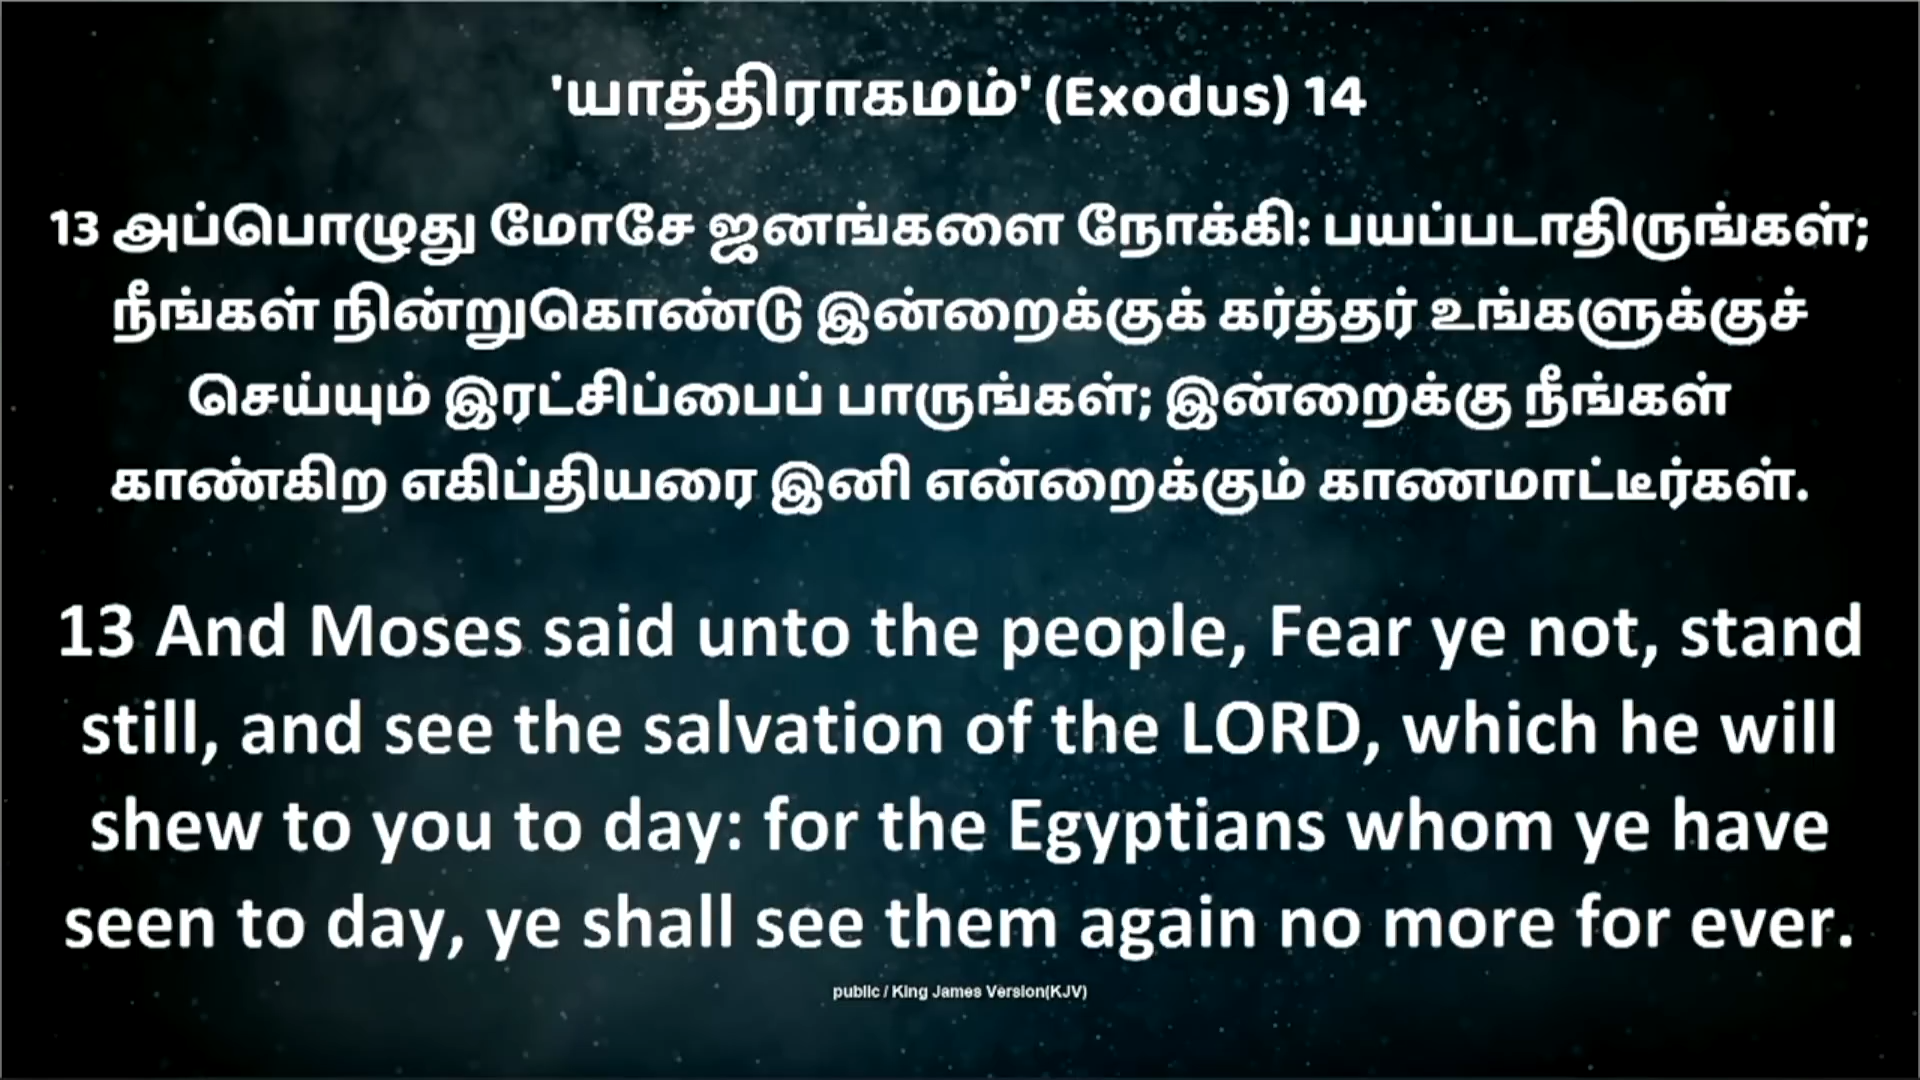 'யாத்திராகமம்' (Exodus) 14
13 அப்பொழுது மோசே ஜனங்களை நோக்கி: பயப்படாதிருங்கள்;
நீங்கள் நின்றுகொண்டு இன்றைக்குக் கர்த்தர் உங்களுக்குச்
செய்யும் இரட்சிப்பைப் பாருங்கள்; இன்றைக்கு நீங்கள்
காண்கிற எகிப்தியரை இனி என்றைக்கும் காணமாட்டீர்கள்.
13 And Moses said unto the people, Fear ye not, stand
still, and see the salvation of the LORD, which he will
shew to you to day: for the Egyptians whom ye have
seen to day, ye shall see them again no more for ever.
public / King James Version(KJV)